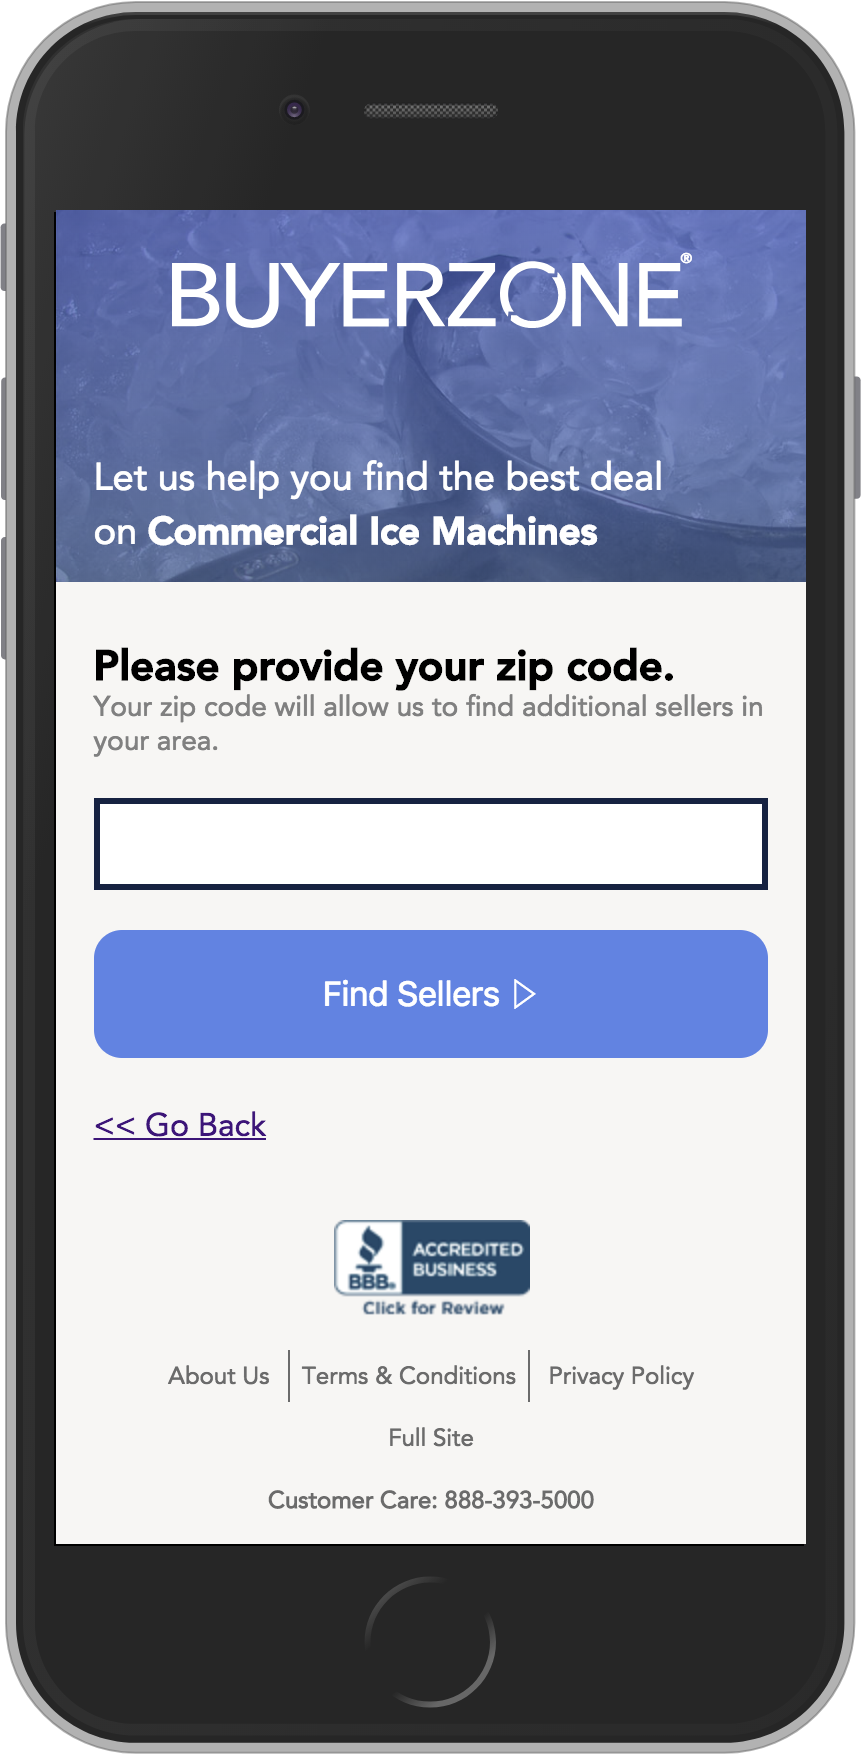 BUYERZONE®
Let us help you find the best deal
on Commercial Ice Machines
Please provide your zip code.
Your zip code will allow us to find additional sellers in
your area.
Find Sellers ▷
<< Go Back
BBB. ACCREDITED
BUSINESS
Click for Review
About Us | Terms & Conditions | Privacy Policy
Full Site
Customer Care: 888-393-5000